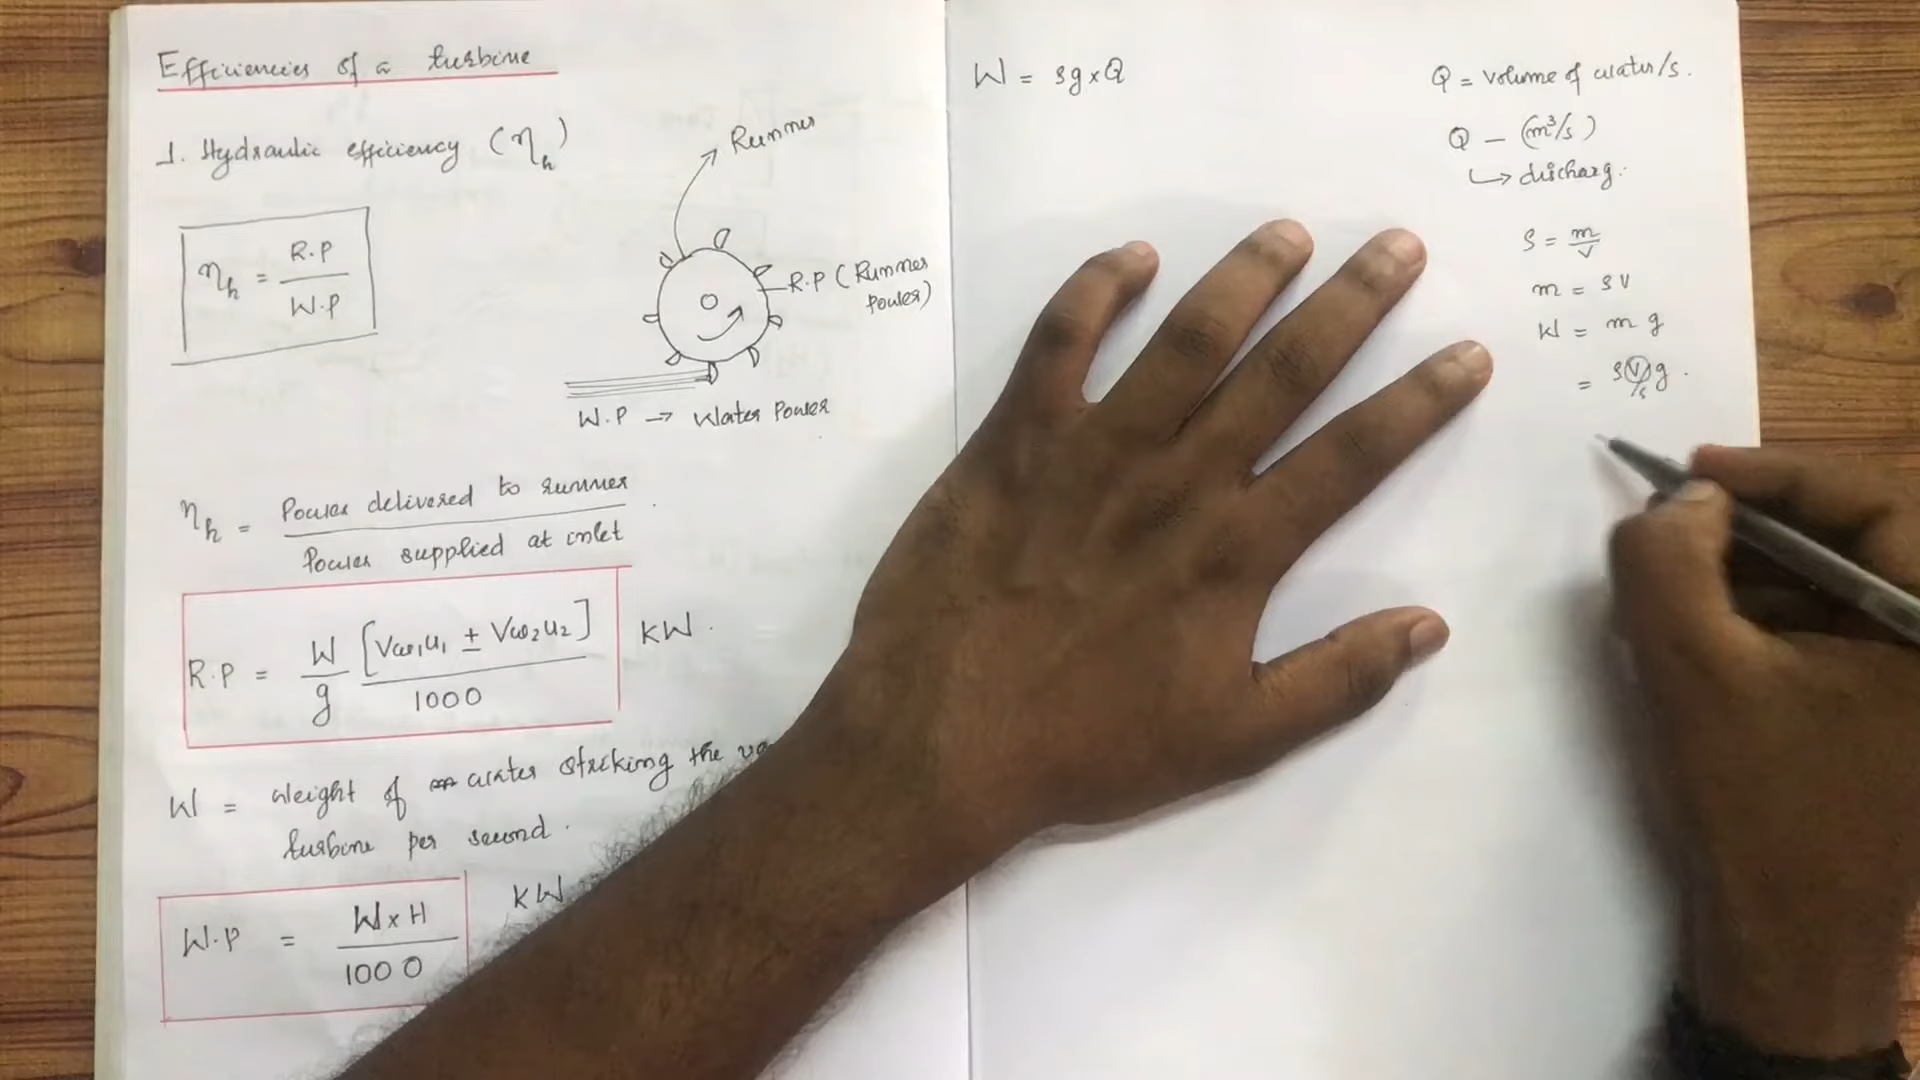 Efficiencies of a turbine
1. Hydraulic efficiency (ηh)
ηh = R.P / W.P
Runner
R.P (Runner
Power)
W.P → Water Power
ηh = Power delivered to runner / Power supplied at inlet
R.P = W/g [Vw₁u₁ ± Vw₂u₂] / 1000 KW.
W = Weight of water striking the
turbine per second.
W.P = W x H / 1000 KW
W = ρg x Q
Q = Volume of water/s.
Q – (m³/s)
↳ discharg.
ρ = m/V
m = ρV
W = m g
= ρ(V)/s g.